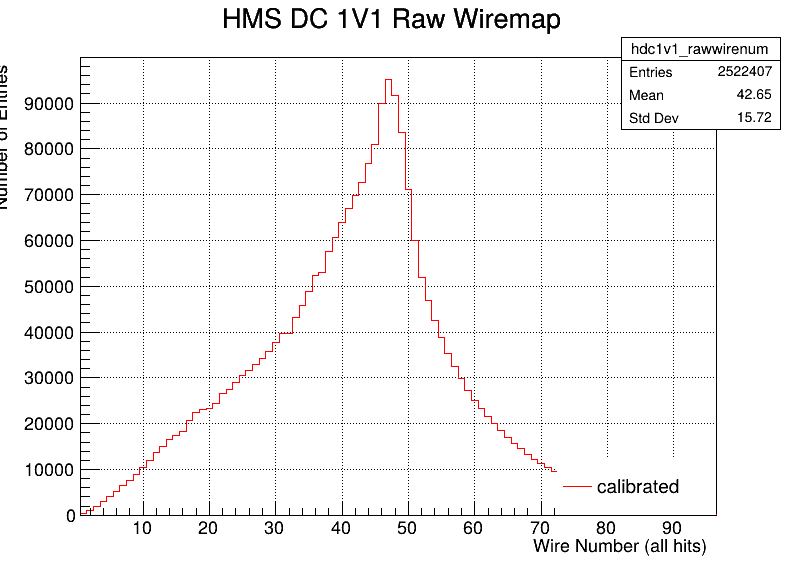 HMS DC 1V1 Raw Wiremap
hdc1v1_rawwirenum
Entries 2522407
Mean 42.65
Std Dev 15.72
Number of Entries
90000
80000
70000
60000
50000
40000
30000
20000
10000
0
calibrated
10 20 30 40 50 60 70 80 90
Wire Number (all hits)